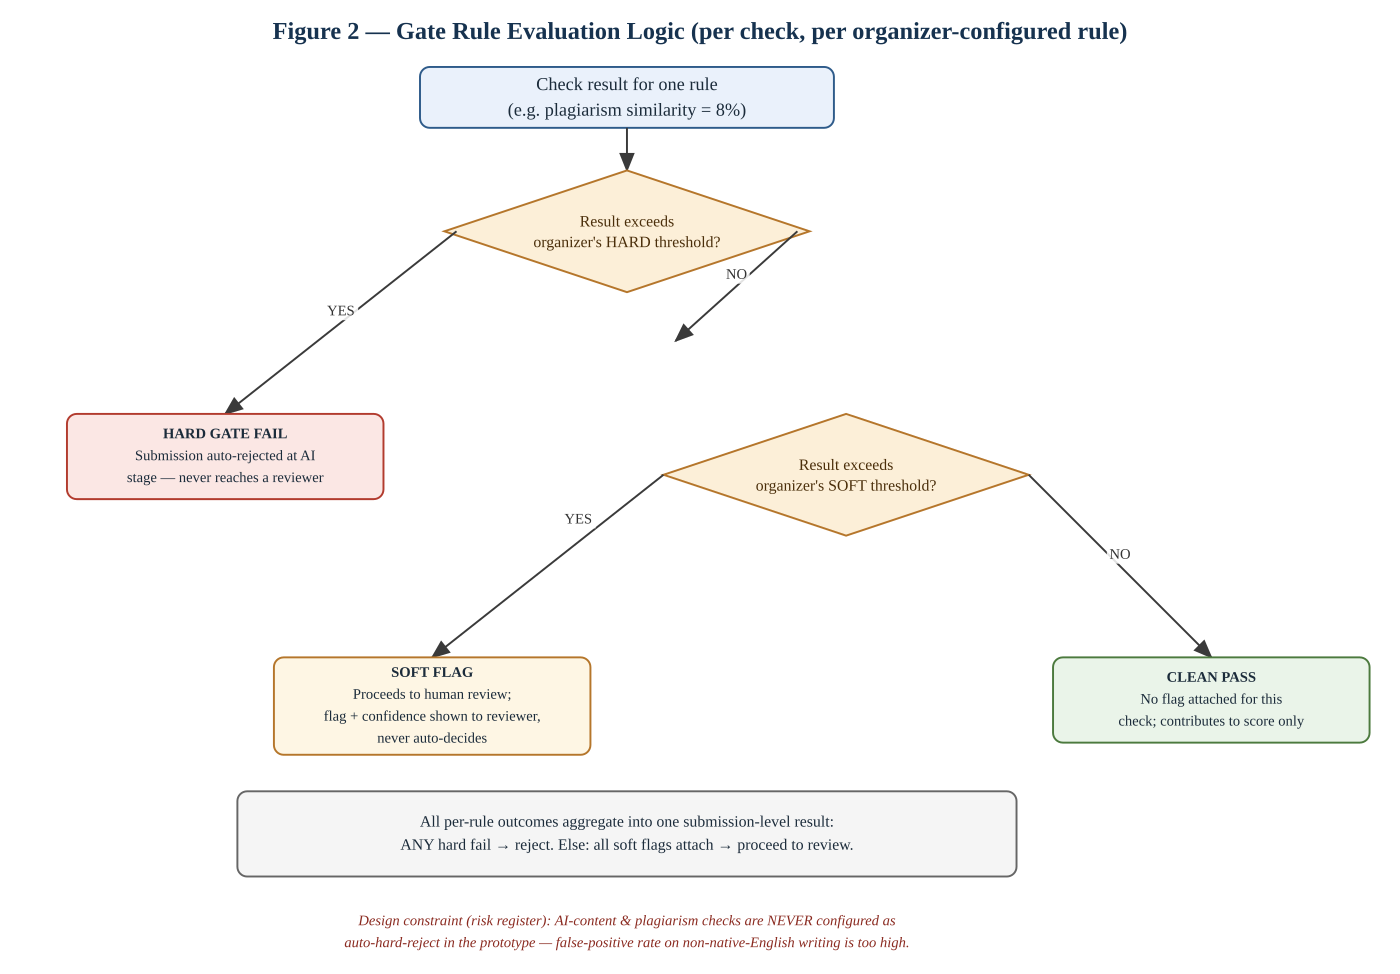 Figure 2 — Gate Rule Evaluation Logic (per check, per organizer-configured rule)
Check result for one rule
(e.g. plagiarism similarity = 8%)
Result exceeds
organizer's HARD threshold?
NO
YES
HARD GATE FAIL
Submission auto-rejected at AI
stage — never reaches a reviewer
Result exceeds
organizer's SOFT threshold?
YES
NO
SOFT FLAG
Proceeds to human review;
flag + confidence shown to reviewer,
never auto-decides
CLEAN PASS
No flag attached for this
check; contributes to score only
All per-rule outcomes aggregate into one submission-level result:
ANY hard fail → reject. Else: all soft flags attach → proceed to review.
Design constraint (risk register): AI-content & plagiarism checks are NEVER configured as
auto-hard-reject in the prototype — false-positive rate on non-native-English writing is too high.